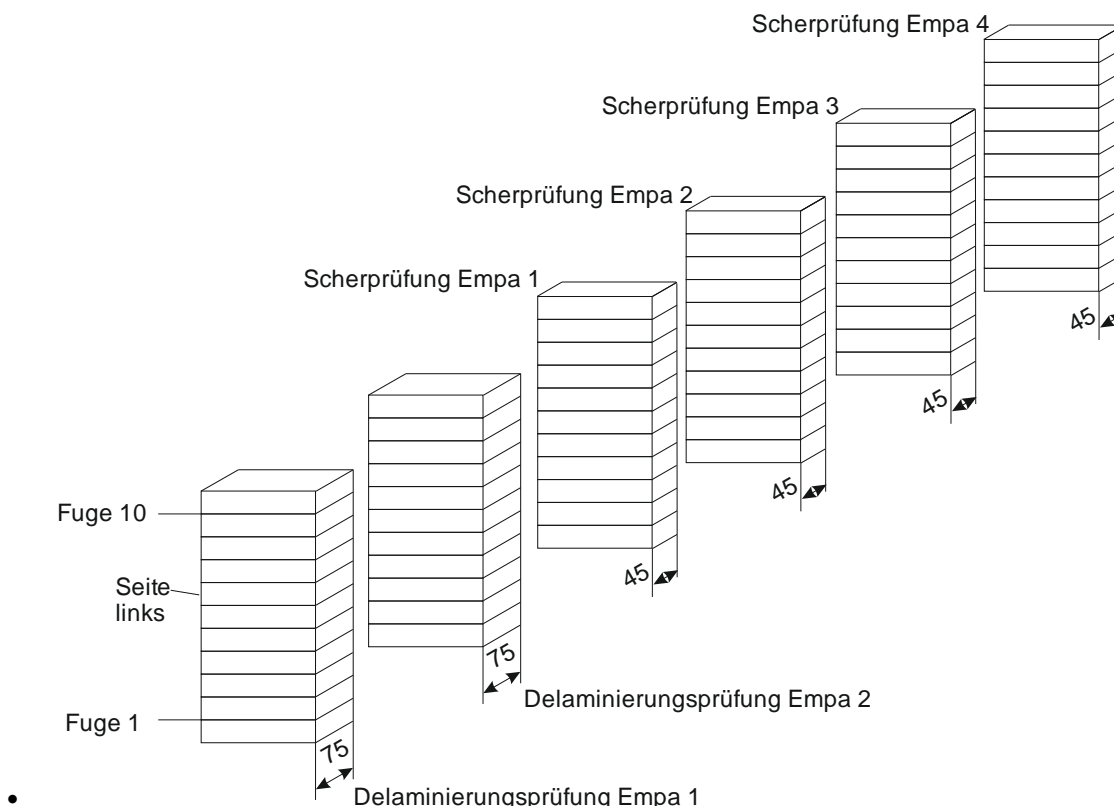 Scherprüfung Empa 4
Scherprüfung Empa 3
Scherprüfung Empa 2
Scherprüfung Empa 1
45
45
45
45
Fuge 10
Seite
links
Fuge 1
75
Delaminierungsprüfung Empa 2
75
Delaminierungsprüfung Empa 1